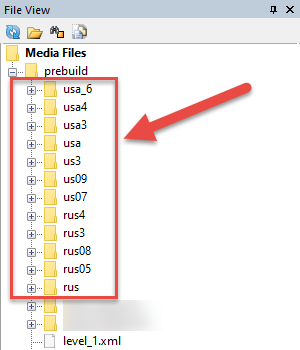 File View
Media Files
prebuild
usa_6
usa4
usa3
usa
us3
us09
us07
rus4
rus3
rus08
rus05
rus
level_1.xml